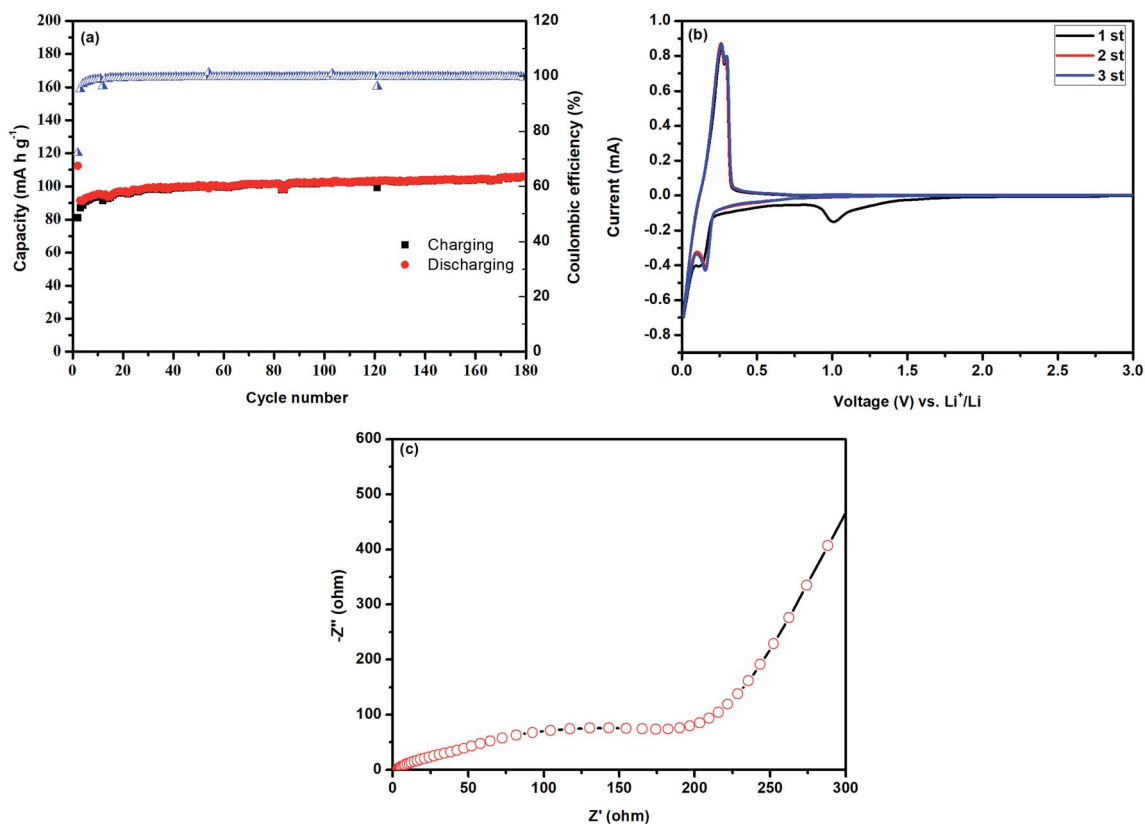 (a)
Capacity (mA h g⁻¹)
200
180
160
140
120
100
80
60
40
20
0
Coulombic efficiency (%)
120
100
80
60
40
20
0
Charging
Discharging
0 20 40 60 80 100 120 140 160 180
Cycle number
(b)
1 st
2 st
3 st
Current (mA)
1.0
0.8
0.6
0.4
0.2
0.0
-0.2
-0.4
-0.6
-0.8
0.0 0.5 1.0 1.5 2.0 2.5 3.0
Voltage (V) vs. Li⁺/Li
(c)
-Z'' (ohm)
600
500
400
300
200
100
0
0 50 100 150 200 250 300
Z' (ohm)